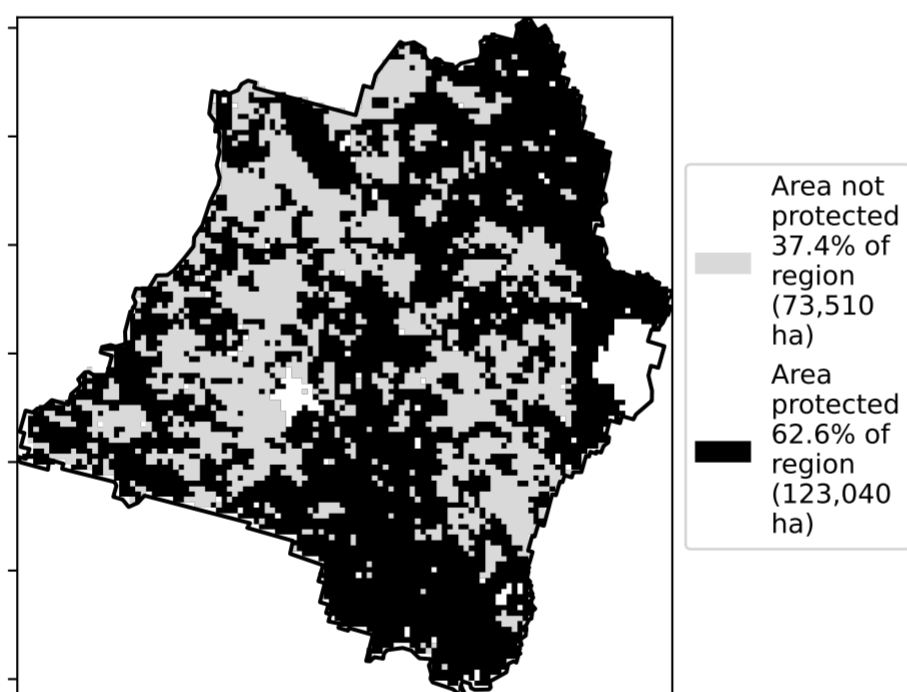 Area not
protected
37.4% of
region
(73,510
ha)
Area
protected
62.6% of
region
(123,040
ha)